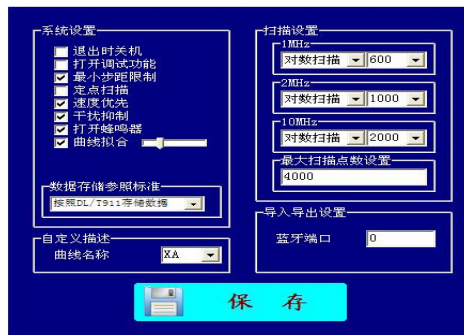 系统设置
退出时关机
打开调试功能
最小步距限制
定点扫描
速度优先
干扰抑制
打开蜂鸣器
曲线拟合
数据存储参照标准
按照DL/T911存储数据
自定义描述
曲线名称 XA
扫描设置
1MHz
对数扫描 600
2MHz
对数扫描 1000
10MHz
对数扫描 2000
最大扫描点数设置
4000
导入导出设置
蓝牙端口 0
保 存